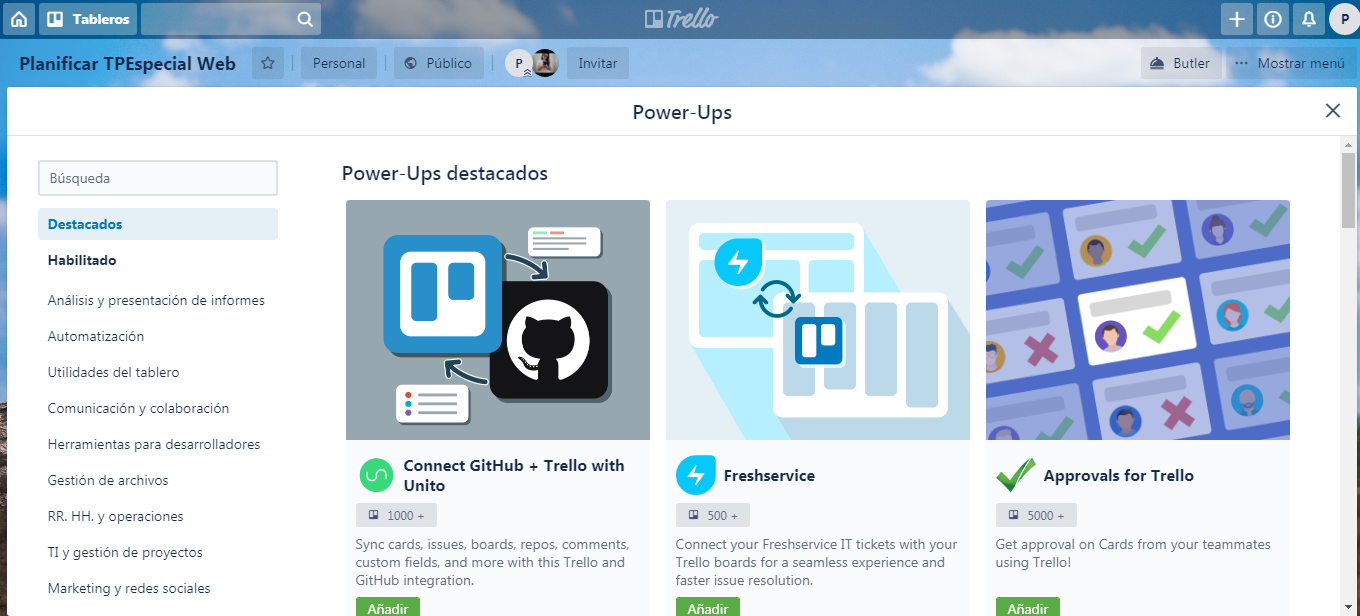 Tableros
Trello
P
Planificar TPEspecial Web
Personal
Público
P
Invitar
Butler
Mostrar menú
Power-Ups
Búsqueda
Destacados
Habilitado
Análisis y presentación de informes
Automatización
Utilidades del tablero
Comunicación y colaboración
Herramientas para desarrolladores
Gestión de archivos
RR. HH. y operaciones
TI y gestión de proyectos
Marketing y redes sociales
Power-Ups destacados
Connect GitHub + Trello with
Unito
1000 +
Sync cards, issues, boards, repos, comments,
custom fields, and more with this Trello and
GitHub integration.
Añadir
Freshservice
500 +
Connect your Freshservice IT tickets with your
Trello boards for a seamless experience and
faster issue resolution.
Añadir
Approvals for Trello
5000 +
Get approval on Cards from your teammates
using Trello!
Añadir